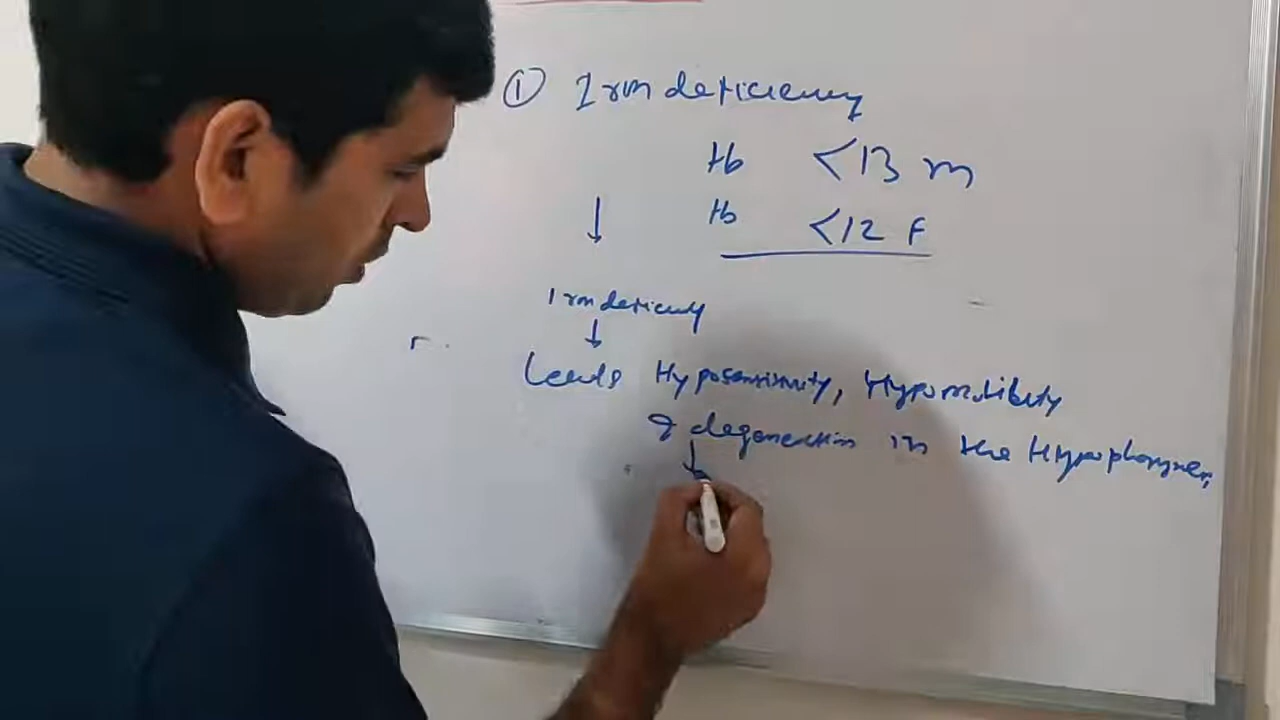 ① Iron deficiency
Hb <13 m
Hb <12 F
↓
Iron deficiency
↓
Leads Hyposensitivity, Hypomotility
& degeneration in the Hypopharynx,
↓